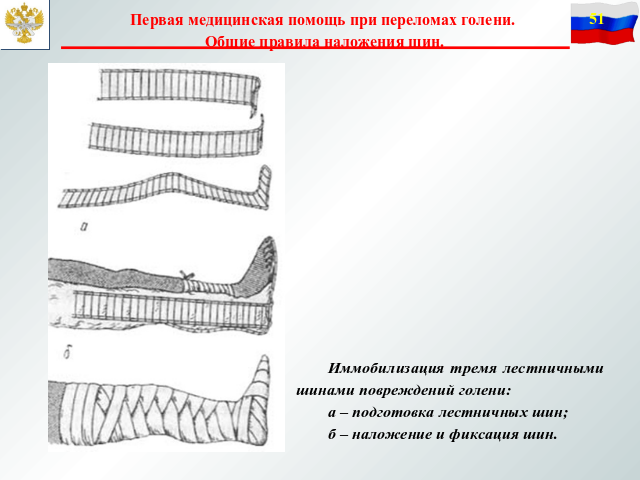 Первая медицинская помощь при переломах голени.
Общие правила наложения шин.
51
а
б
Иммобилизация тремя лестничными
шинами повреждений голени:
а – подготовка лестничных шин;
б – наложение и фиксация шин.